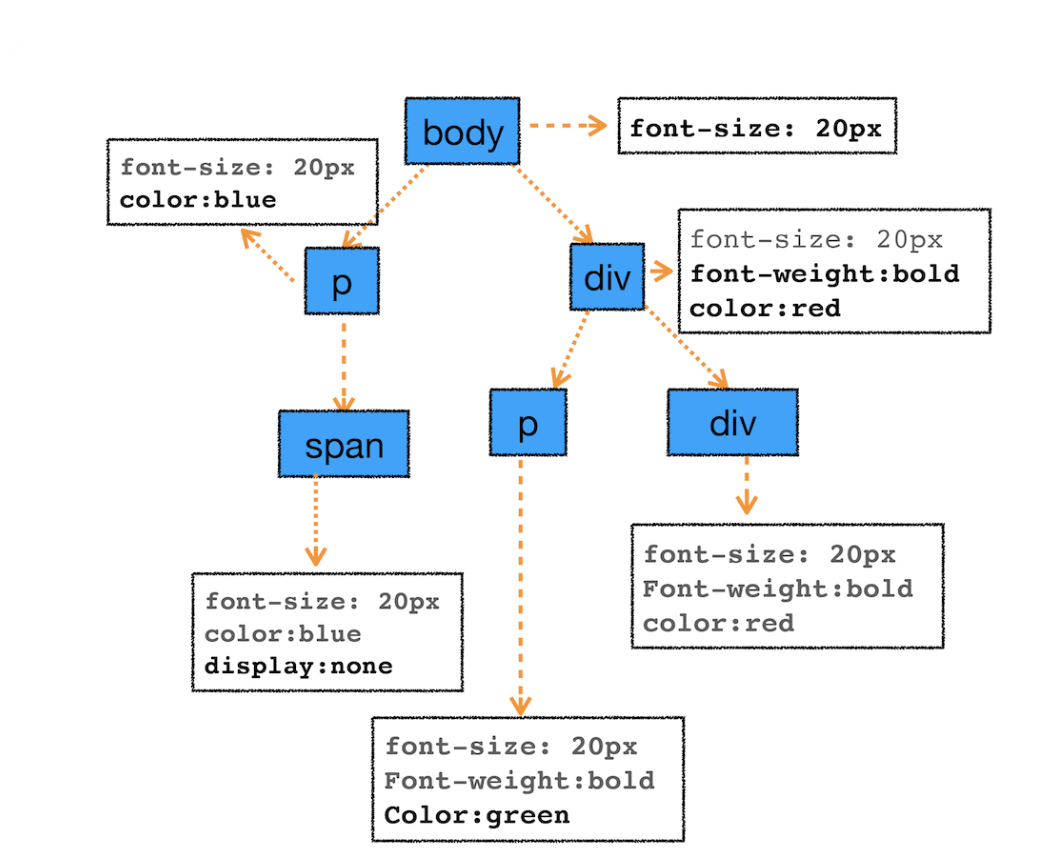 body
font-size: 20px
font-size: 20px
color:blue
p
div
font-size: 20px
font-weight:bold
color:red
span
p
div
font-size: 20px
color:blue
display:none
font-size: 20px
Font-weight:bold
color:red
font-size: 20px
Font-weight:bold
Color:green